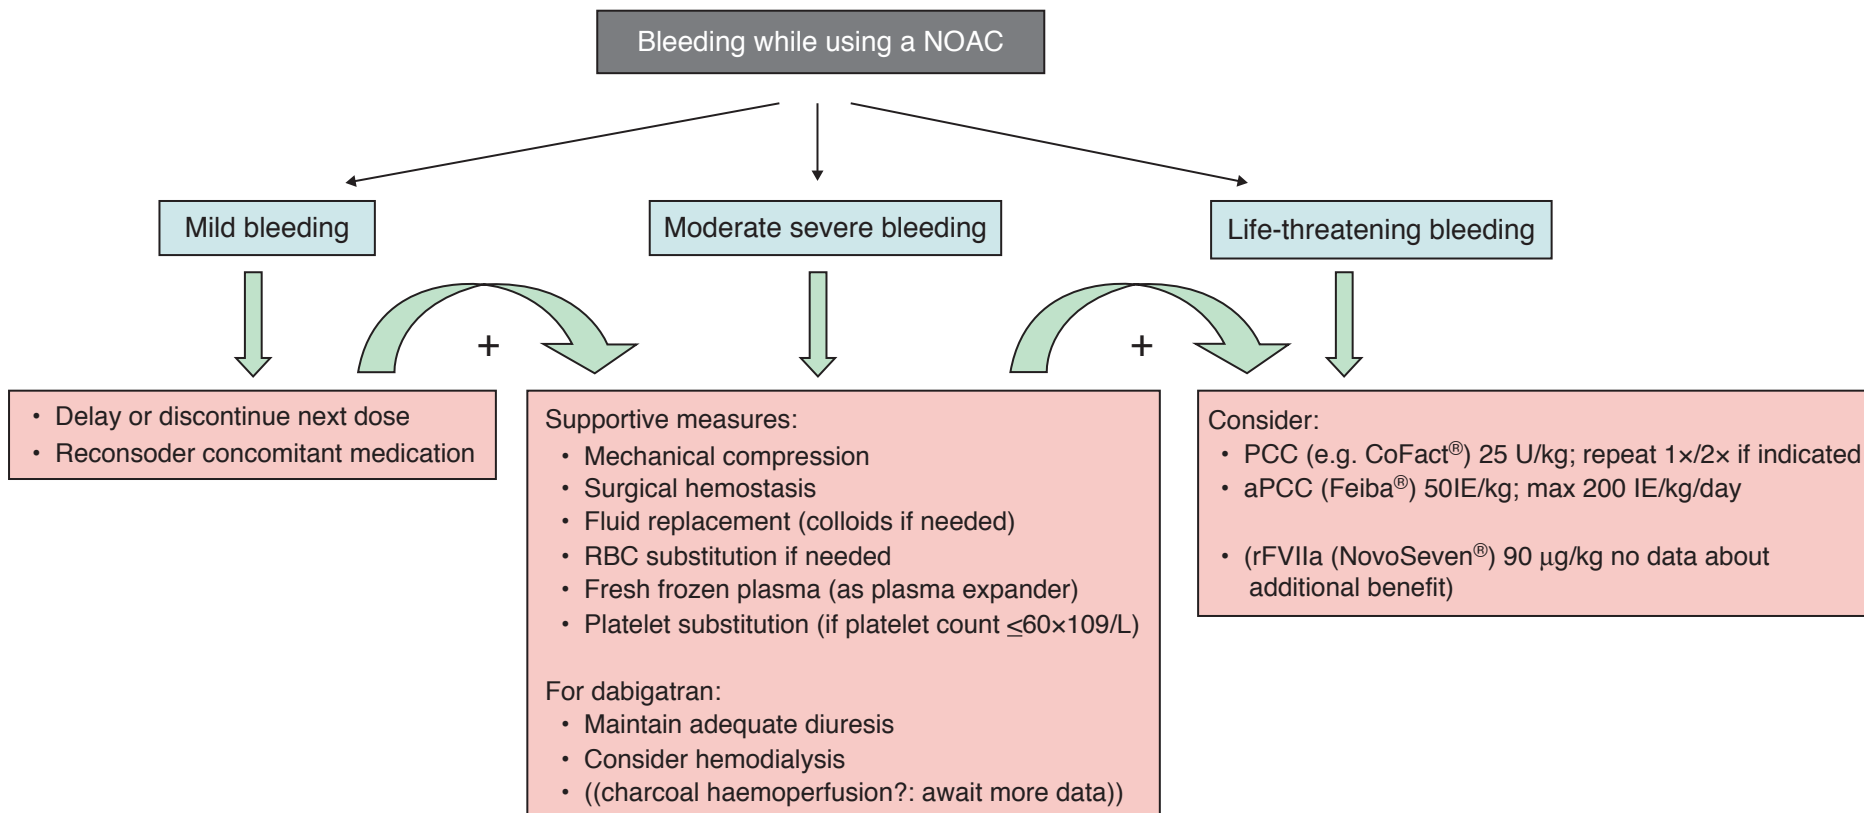 Bleeding while using a NOAC
Mild bleeding
Moderate severe bleeding
Life-threatening bleeding
+
+
• Delay or discontinue next dose
• Reconsoder concomitant medication
Supportive measures:
• Mechanical compression
• Surgical hemostasis
• Fluid replacement (colloids if needed)
• RBC substitution if needed
• Fresh frozen plasma (as plasma expander)
• Platelet substitution (if platelet count ≤60×109/L)
For dabigatran:
• Maintain adequate diuresis
• Consider hemodialysis
• ((charcoal haemoperfusion?: await more data))
Consider:
• PCC (e.g. CoFact®) 25 U/kg; repeat 1×/2× if indicated
• aPCC (Feiba®) 50IE/kg; max 200 IE/kg/day
• (rFVIIa (NovoSeven®) 90 μg/kg no data about
additional benefit)